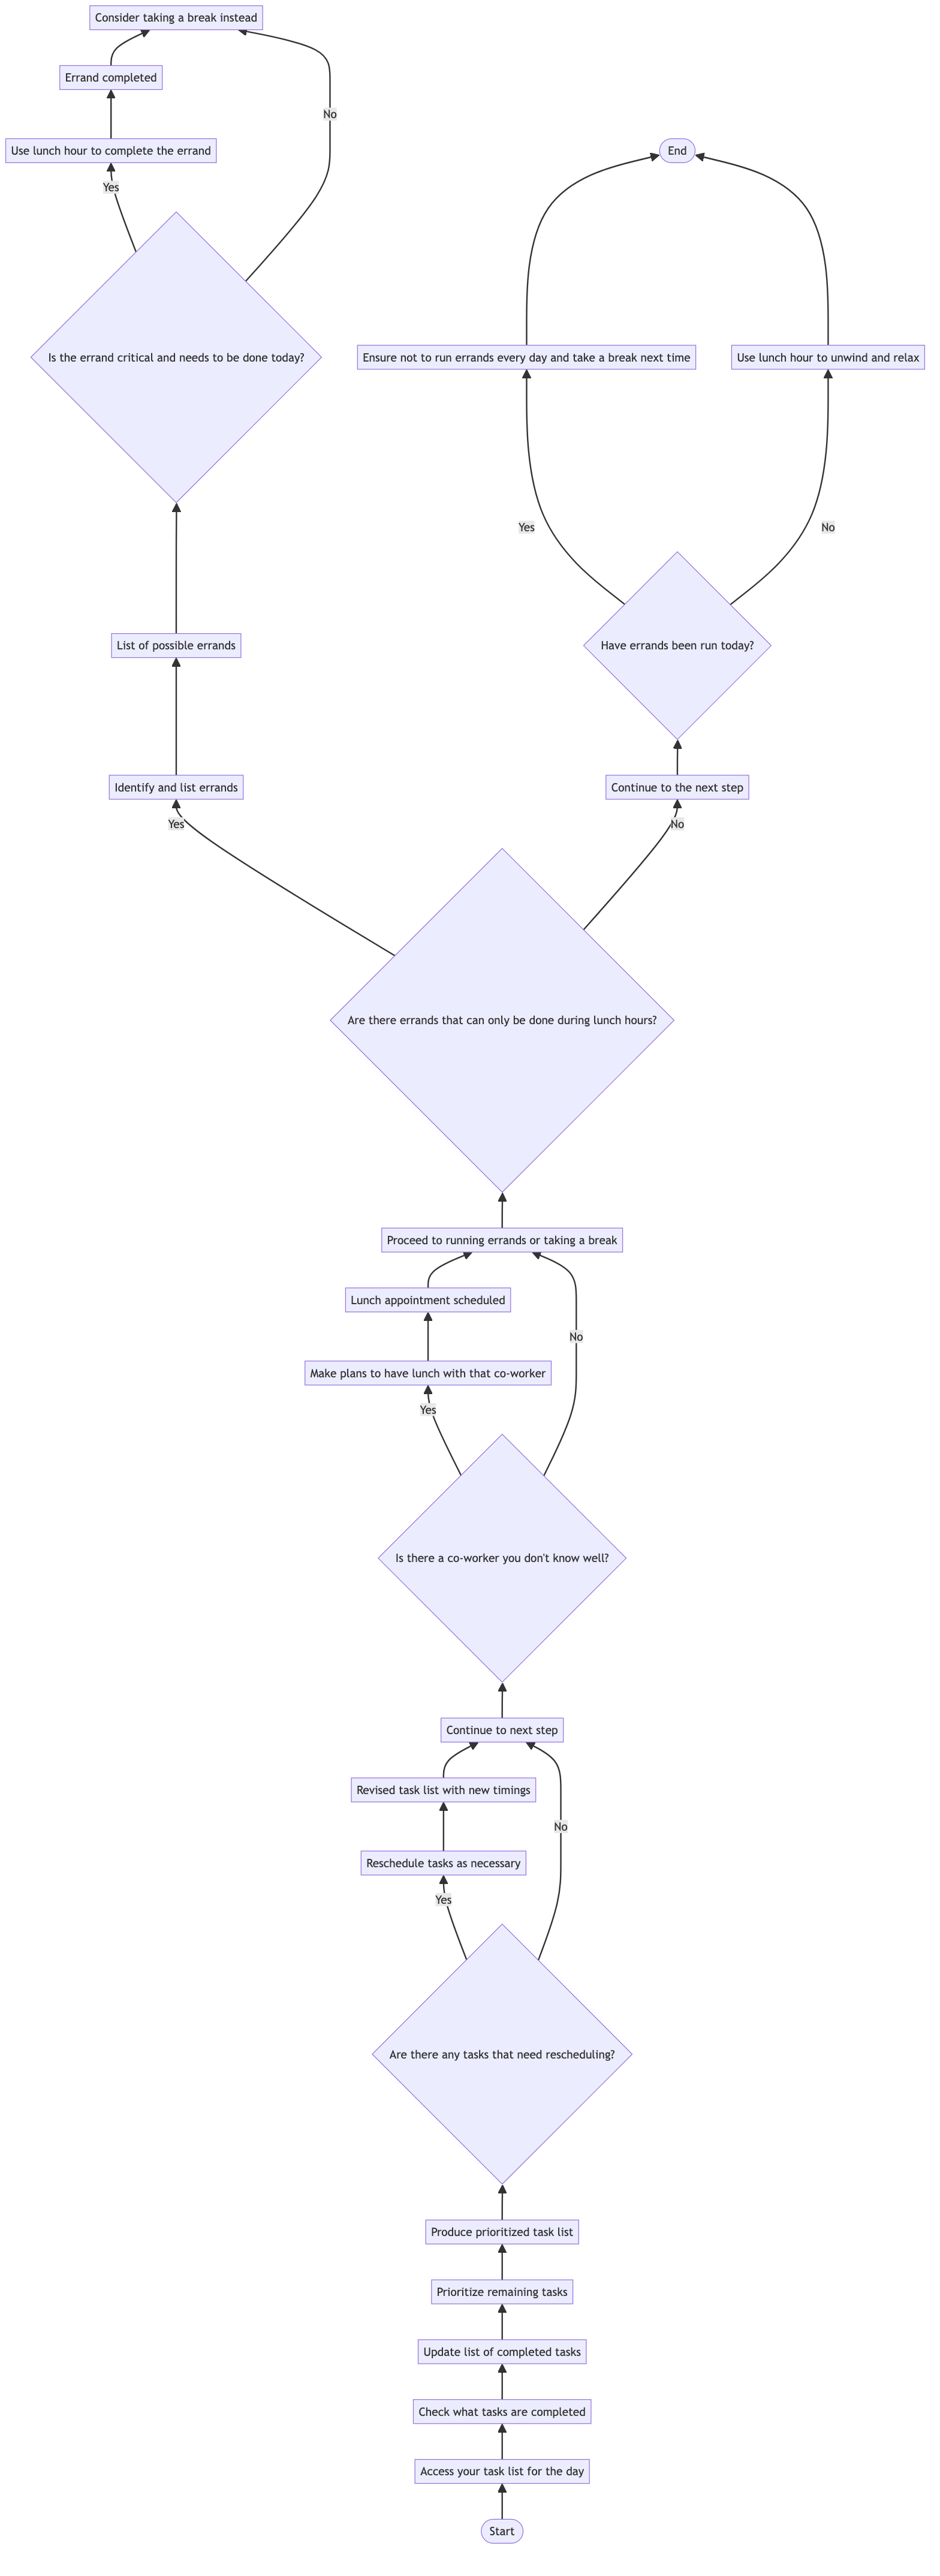 Consider taking a break instead
Errand completed
No
Use lunch hour to complete the errand
End
Yes
Is the errand critical and needs to be done today?
Ensure not to run errands every day and take a break next time
Use lunch hour to unwind and relax
Yes
No
List of possible errands
Have errands been run today?
Identify and list errands
Continue to the next step
Yes
No
Are there errands that can only be done during lunch hours?
Proceed to running errands or taking a break
Lunch appointment scheduled
No
Make plans to have lunch with that co-worker
Yes
Is there a co-worker you don't know well?
Continue to next step
Revised task list with new timings
No
Reschedule tasks as necessary
Yes
Are there any tasks that need rescheduling?
Produce prioritized task list
Prioritize remaining tasks
Update list of completed tasks
Check what tasks are completed
Access your task list for the day
Start